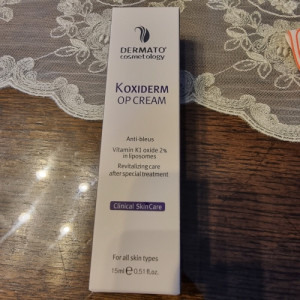 DERMATO
cosmetology
KOXIDERM
OP CREAM
Anti-bleus
Vitamin K1 oxide 2%
in liposomes
Revitalizing care
after special treatment
Clinical SkinCare
For all skin types
15ml ℮ 0.51 fl.oz.